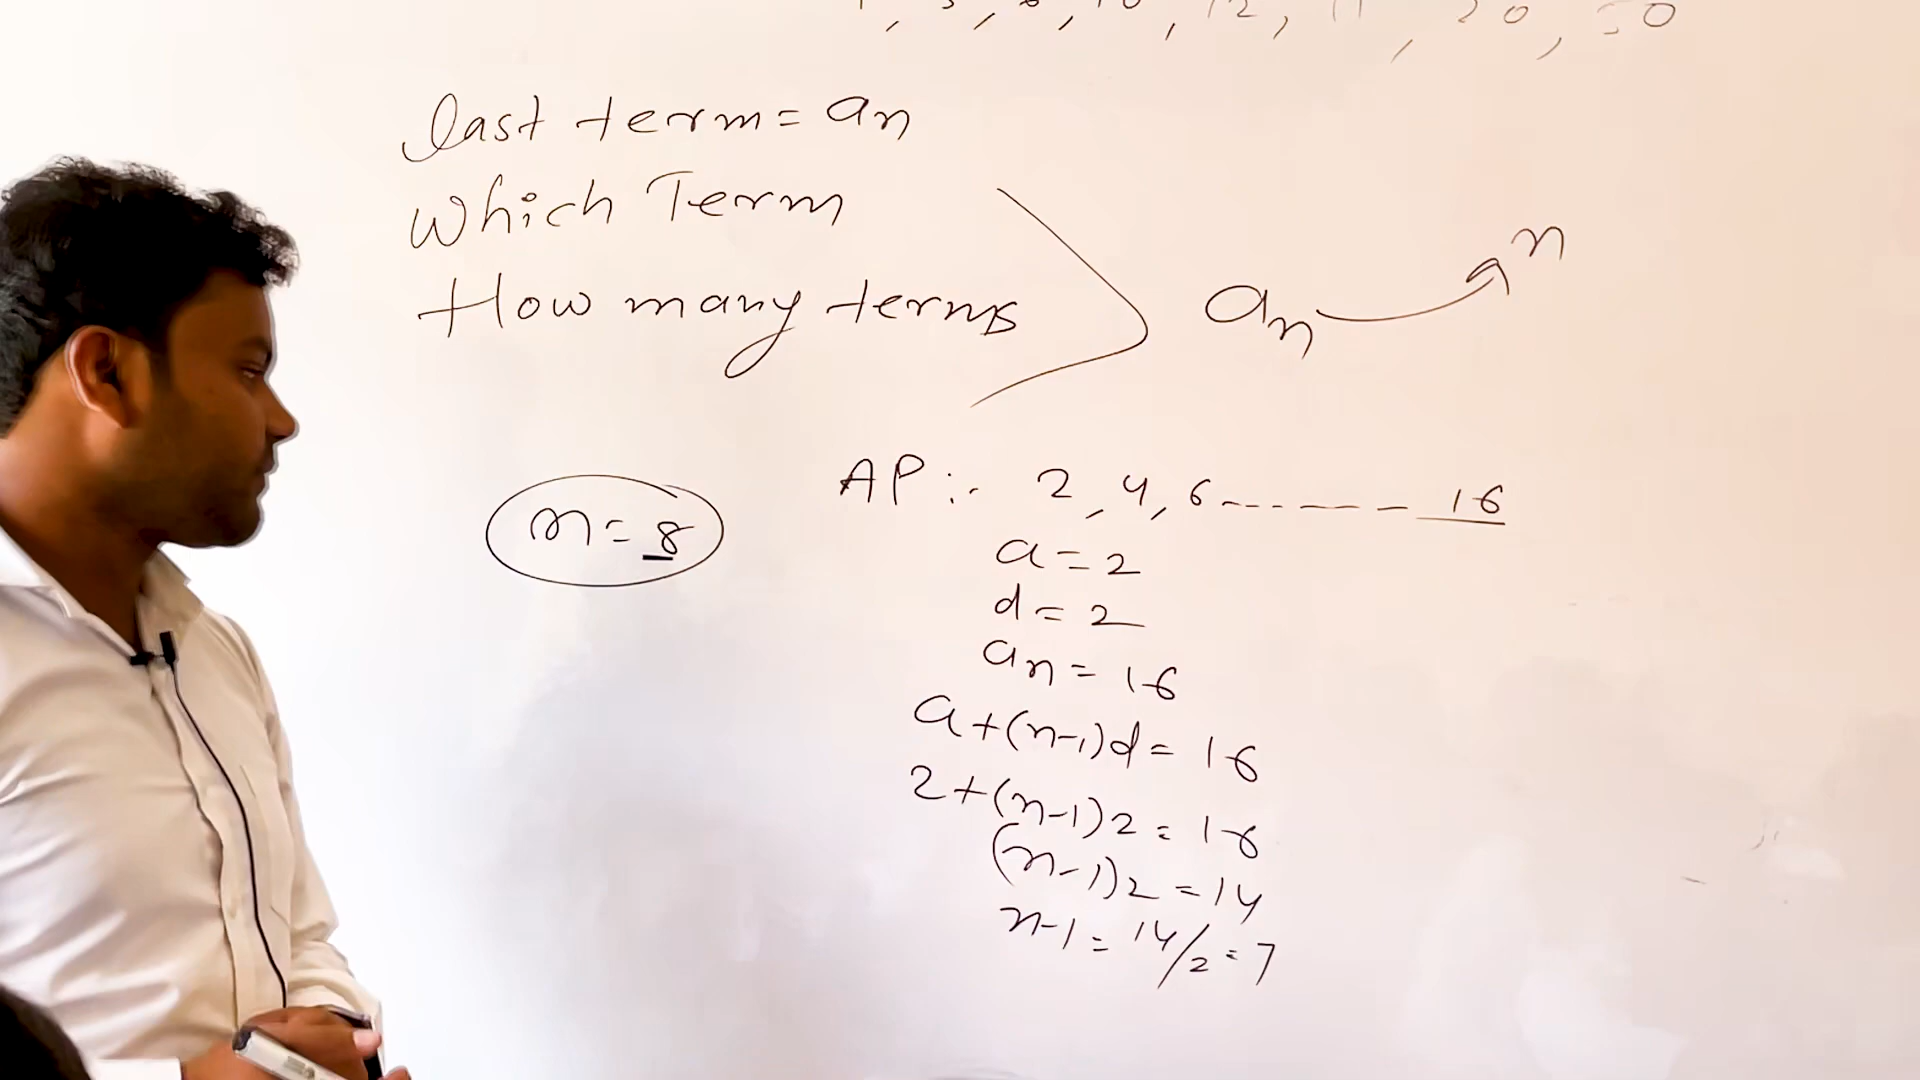 last term = an
Which Term
How many terms
an
n
n = 8
AP :- 2, 4, 6 ------ 16
a = 2
d = 2
an = 16
a+(n-1)d = 16
2+(n-1)2 = 16
(n-1)2 = 14
n-1 = 14/2 = 7